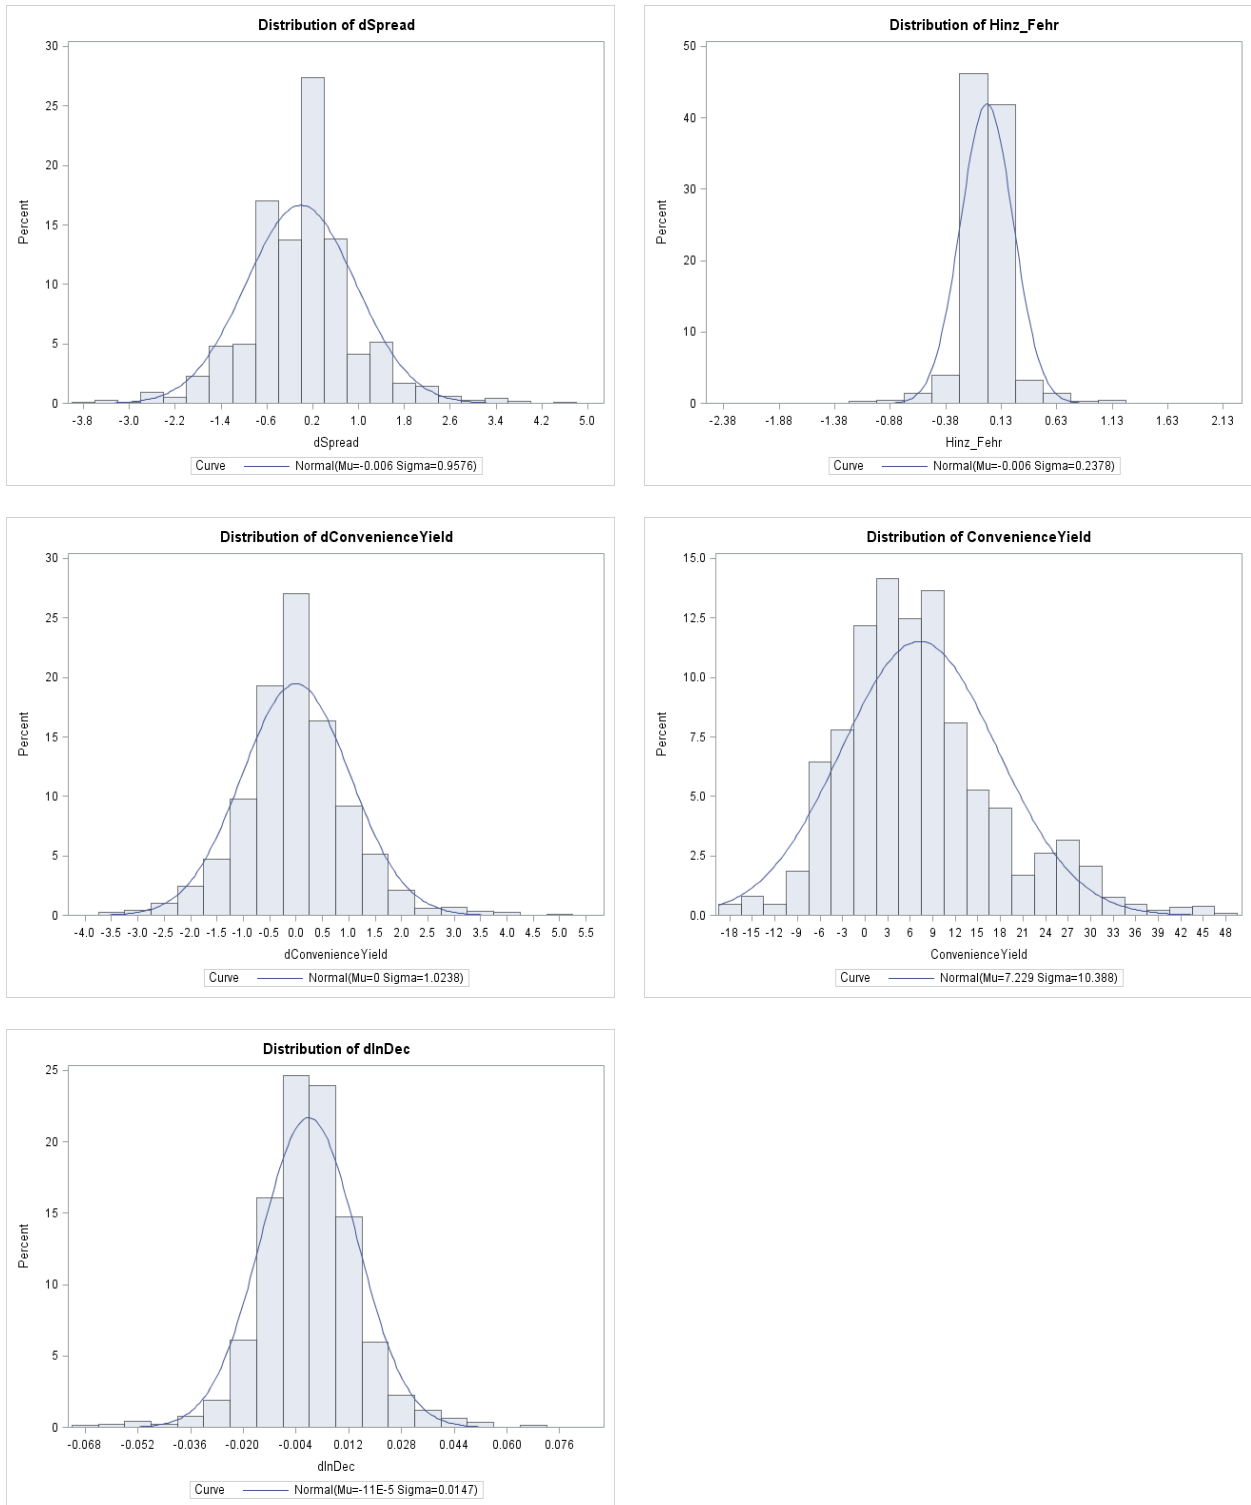 Distribution of dSpread
30
25
20
15
10
5
0
Percent
-3.8 -3.0 -2.2 -1.4 -0.6 0.2 1.0 1.8 2.6 3.4 4.2 5.0
dSpread
Curve Normal(Mu=-0.006 Sigma=0.9576)
Distribution of Hinz_Fehr
50
40
30
20
10
0
Percent
-2.38 -1.88 -1.38 -0.88 -0.38 0.13 0.63 1.13 1.63 2.13
Hinz_Fehr
Curve Normal(Mu=-0.006 Sigma=0.2378)
Distribution of dConvenienceYield
30
25
20
15
10
5
0
Percent
-4.0 -3.5 -3.0 -2.5 -2.0 -1.5 -1.0 -0.5 0.0 0.5 1.0 1.5 2.0 2.5 3.0 3.5 4.0 4.5 5.0 5.5
dConvenienceYield
Curve Normal(Mu=0 Sigma=1.0238)
Distribution of ConvenienceYield
15.0
12.5
10.0
7.5
5.0
2.5
0.0
Percent
-18 -15 -12 -9 -6 -3 0 3 6 9 12 15 18 21 24 27 30 33 36 39 42 45 48
ConvenienceYield
Curve Normal(Mu=7.229 Sigma=10.388)
Distribution of dlnDec
25
20
15
10
5
0
Percent
-0.068 -0.052 -0.036 -0.020 -0.004 0.012 0.028 0.044 0.060 0.076
dlnDec
Curve Normal(Mu=-11E-5 Sigma=0.0147)